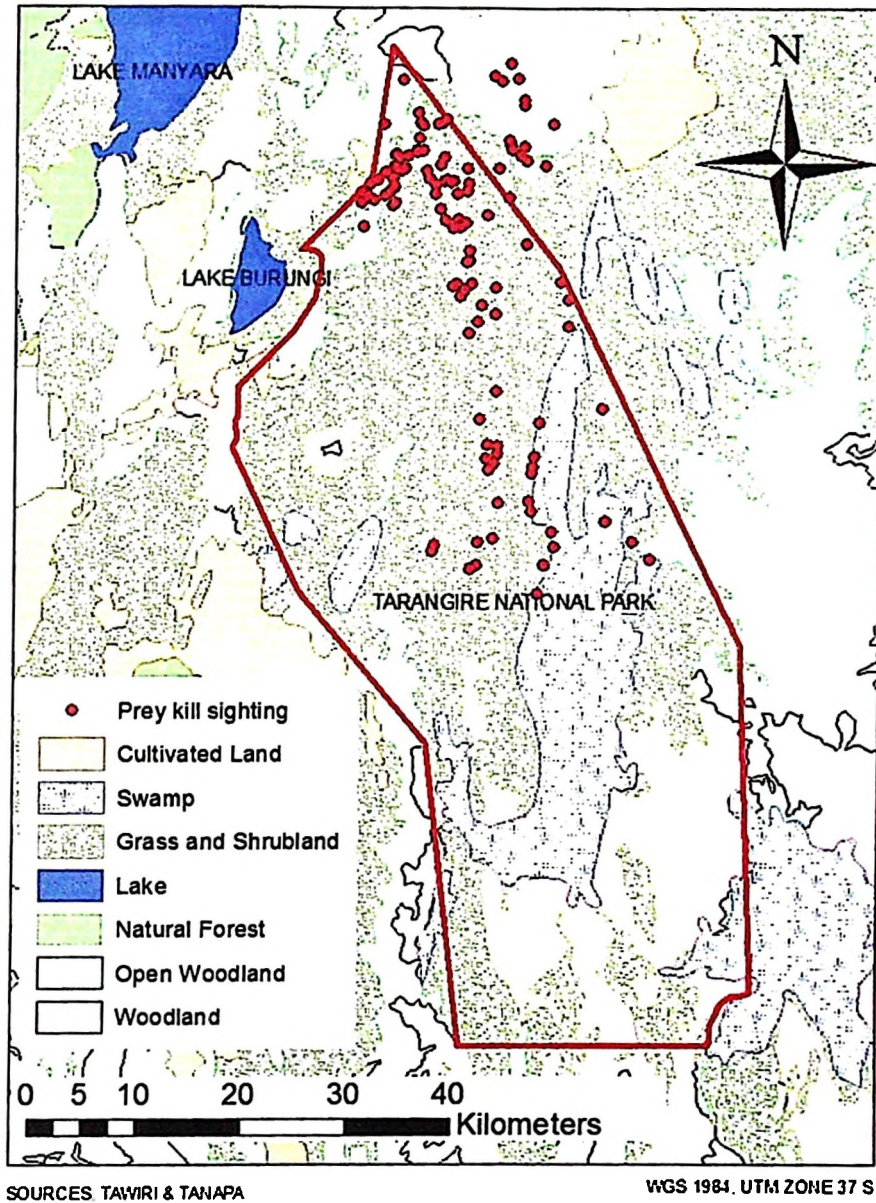 LAKE MANYARA
N
LAKE BURUNGI
TARANGIRE NATIONAL PARK
Prey kill sighting
Cultivated Land
Swamp
Grass and Shrubland
Lake
Natural Forest
Open Woodland
Woodland
0 5 10 20 30 40
Kilometers
SOURCES: TAWIRI & TANAPA
WGS 1984, UTM ZONE 37 S